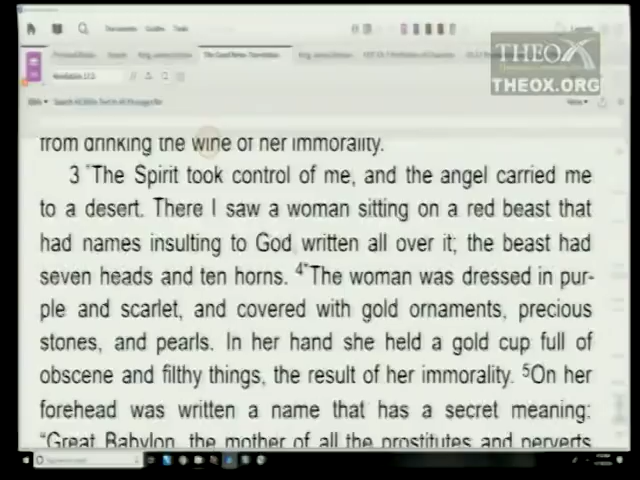 THEOX
THEOX.ORG
Revelation 17:3
from drinking the wine of her immorality.
3 *The Spirit took control of me, and the angel carried me
to a desert. There I saw a woman sitting on a red beast that
had names insulting to God written all over it; the beast had
seven heads and ten horns. 4*The woman was dressed in pur-
ple and scarlet, and covered with gold ornaments, precious
stones, and pearls. In her hand she held a gold cup full of
obscene and filthy things, the result of her immorality. 5On her
forehead was written a name that has a secret meaning:
“Great Babylon, the mother of all the prostitutes and perverts